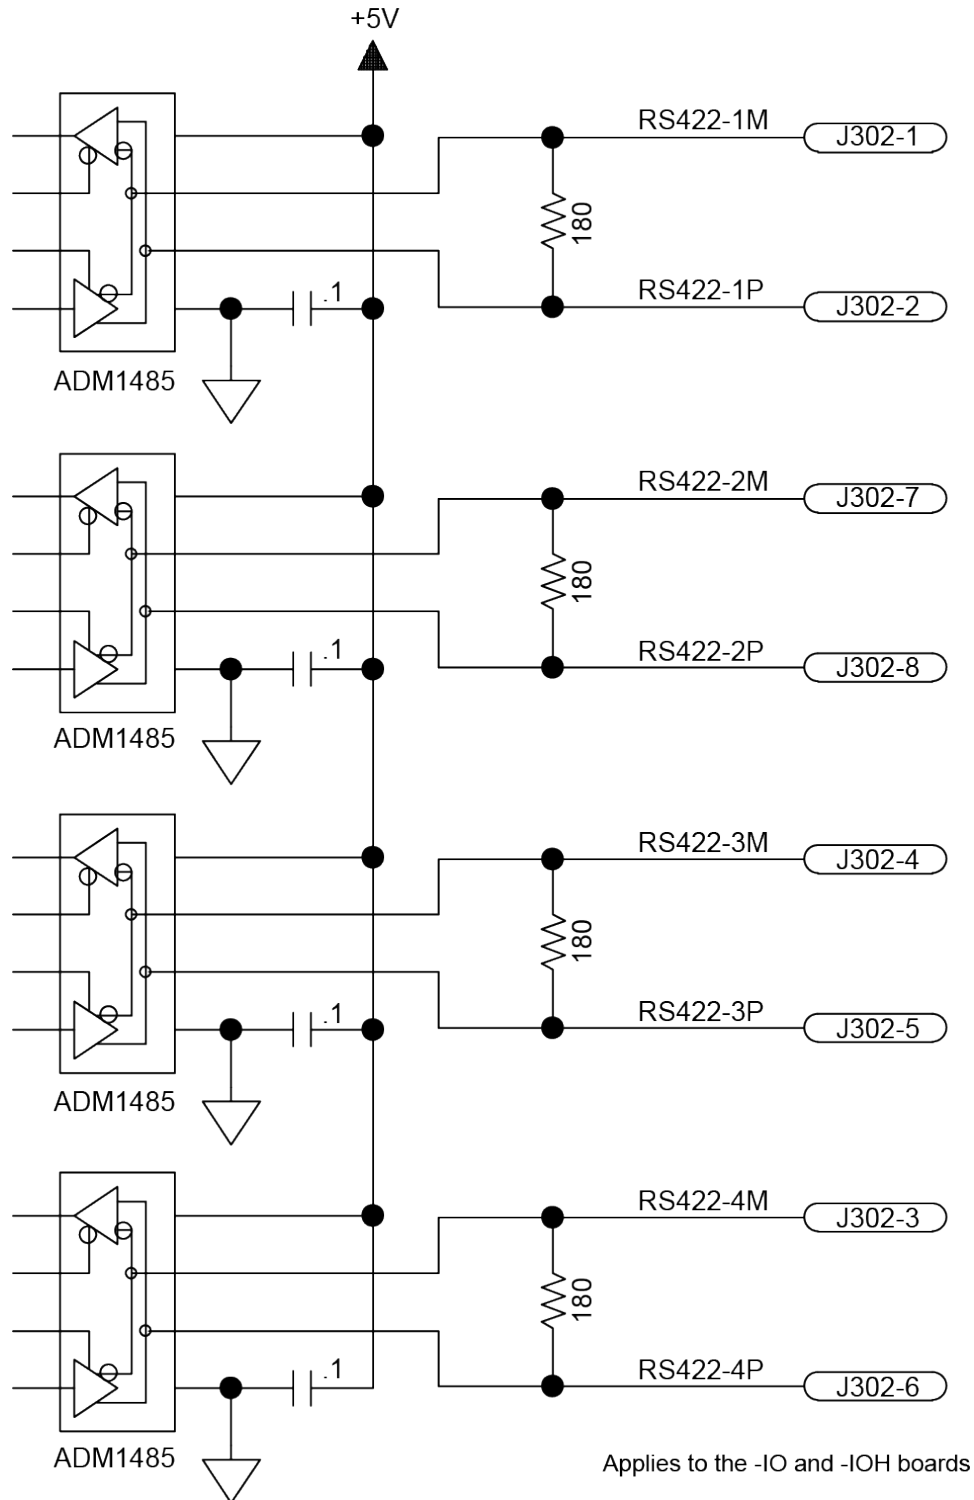 +5V
RS422-1M
J302-1
180
.1
RS422-1P
J302-2
ADM1485
RS422-2M
J302-7
180
.1
RS422-2P
J302-8
ADM1485
RS422-3M
J302-4
180
.1
RS422-3P
J302-5
ADM1485
RS422-4M
J302-3
180
.1
RS422-4P
J302-6
ADM1485
Applies to the -IO and -IOH boards